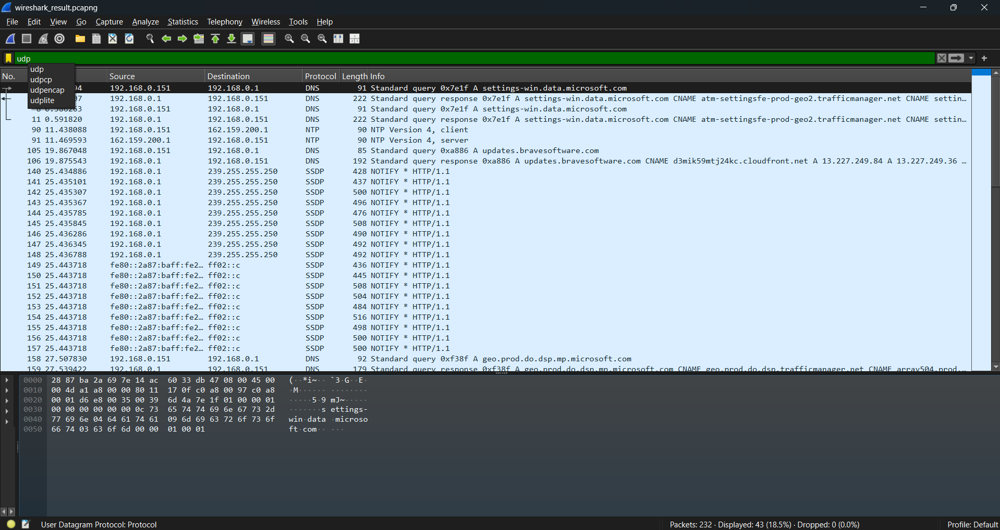 wireshark_result.pcapng
File Edit View Go Capture Analyze Statistics Telephony Wireless Tools Help
udp
udp
udpcp
udpencap
udplite
No. Source Destination Protocol Length Info
94 192.168.0.151 192.168.0.1 DNS 91 Standard query 0x7e1f A settings-win.data.microsoft.com
07 192.168.0.1 192.168.0.151 DNS 222 Standard query response 0x7e1f A settings-win.data.microsoft.com CNAME atm-settingsfe-prod-geo2.trafficmanager.net CNAME settin…
8 0.580263 192.168.0.151 192.168.0.1 DNS 91 Standard query 0x7e1f A settings-win.data.microsoft.com
11 0.591820 192.168.0.1 192.168.0.151 DNS 222 Standard query response 0x7e1f A settings-win.data.microsoft.com CNAME atm-settingsfe-prod-geo2.trafficmanager.net CNAME settin…
90 11.438088 192.168.0.151 162.159.200.1 NTP 90 NTP Version 4, client
91 11.469593 162.159.200.1 192.168.0.151 NTP 90 NTP Version 4, server
105 19.867048 192.168.0.151 192.168.0.1 DNS 85 Standard query 0xa886 A updates.bravesoftware.com
106 19.875543 192.168.0.1 192.168.0.151 DNS 192 Standard query response 0xa886 A updates.bravesoftware.com CNAME d3mik59mtj24kc.cloudfront.net A 13.227.249.84 A 13.227.249.36 …
140 25.434886 192.168.0.1 239.255.255.250 SSDP 428 NOTIFY * HTTP/1.1
141 25.435101 192.168.0.1 239.255.255.250 SSDP 437 NOTIFY * HTTP/1.1
142 25.435307 192.168.0.1 239.255.255.250 SSDP 500 NOTIFY * HTTP/1.1
143 25.435367 192.168.0.1 239.255.255.250 SSDP 496 NOTIFY * HTTP/1.1
144 25.435785 192.168.0.1 239.255.255.250 SSDP 476 NOTIFY * HTTP/1.1
145 25.435845 192.168.0.1 239.255.255.250 SSDP 508 NOTIFY * HTTP/1.1
146 25.436286 192.168.0.1 239.255.255.250 SSDP 490 NOTIFY * HTTP/1.1
147 25.436345 192.168.0.1 239.255.255.250 SSDP 492 NOTIFY * HTTP/1.1
148 25.436788 192.168.0.1 239.255.255.250 SSDP 492 NOTIFY * HTTP/1.1
149 25.443718 fe80::2a87:baff:fe2… ff02::c SSDP 436 NOTIFY * HTTP/1.1
150 25.443718 fe80::2a87:baff:fe2… ff02::c SSDP 445 NOTIFY * HTTP/1.1
151 25.443718 fe80::2a87:baff:fe2… ff02::c SSDP 508 NOTIFY * HTTP/1.1
152 25.443718 fe80::2a87:baff:fe2… ff02::c SSDP 504 NOTIFY * HTTP/1.1
153 25.443718 fe80::2a87:baff:fe2… ff02::c SSDP 484 NOTIFY * HTTP/1.1
154 25.443718 fe80::2a87:baff:fe2… ff02::c SSDP 516 NOTIFY * HTTP/1.1
155 25.443718 fe80::2a87:baff:fe2… ff02::c SSDP 498 NOTIFY * HTTP/1.1
156 25.443718 fe80::2a87:baff:fe2… ff02::c SSDP 500 NOTIFY * HTTP/1.1
157 25.443718 fe80::2a87:baff:fe2… ff02::c SSDP 500 NOTIFY * HTTP/1.1
158 27.507830 192.168.0.151 192.168.0.1 DNS 92 Standard query 0xf38f A geo.prod.do.dsp.mp.microsoft.com
159 27.539422 192.168.0.1 192.168.0.151 DNS 179 Standard query response 0xf38f A geo.prod.do.dsp.mp.microsoft.com CNAME geo.prod.do.dsp.trafficmanager.net CNAME array504.prod.…
0000 28 87 ba 2a 69 7e 14 ac 60 33 db 47 08 00 45 00 (··*i~·· `3·G··E·
0010 00 4d a1 a8 00 00 80 11 17 0f c0 a8 00 97 c0 a8 ·M······ ········
0020 00 01 d6 e8 00 35 00 39 6d 4a 7e 1f 01 00 00 01 ·····5·9 mJ~·····
0030 00 00 00 00 00 00 0c 73 65 74 74 69 6e 67 73 2d ·······s ettings-
0040 77 69 6e 04 64 61 74 61 09 6d 69 63 72 6f 73 6f win·data ·microso
0050 66 74 03 63 6f 6d 00 00 01 00 01 ft·com·· ···
User Datagram Protocol: Protocol Packets: 232 · Displayed: 43 (18.5%) · Dropped: 0 (0.0%) Profile: Default